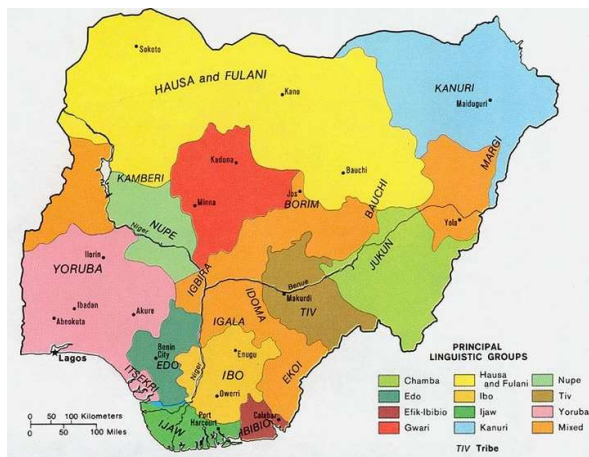 Sokoto
HAUSA and FULANI
Kano
KANURI
Maiduguri
Kaduna
KAMBERI
Bauchi
MARGI
Jos
BORIM
BAUCHI
Minna
NUPE
Niger
Yola
Ilorin
YORUBA
JUKUN
IGBIRA
Benue
Makurdi
TIV
IDOMA
Ibadan
Abeokuta
Akure
IGALA
Lagos
Benin
City
EDO
Enugu
IBO
EKOI
ITSEKRI
Niger
Owerri
Port
Harcourt
Calabar
IJAW
IBIBIO
0 50 100 Kilometers
0 50 100 Miles
PRINCIPAL
LINGUISTIC GROUPS
Chamba
Edo
Efik-Ibibio
Gwari
Hausa
and Fulani
Ibo
Ijaw
Kanuri
Nupe
Tiv
Yoruba
Mixed
TIV Tribe